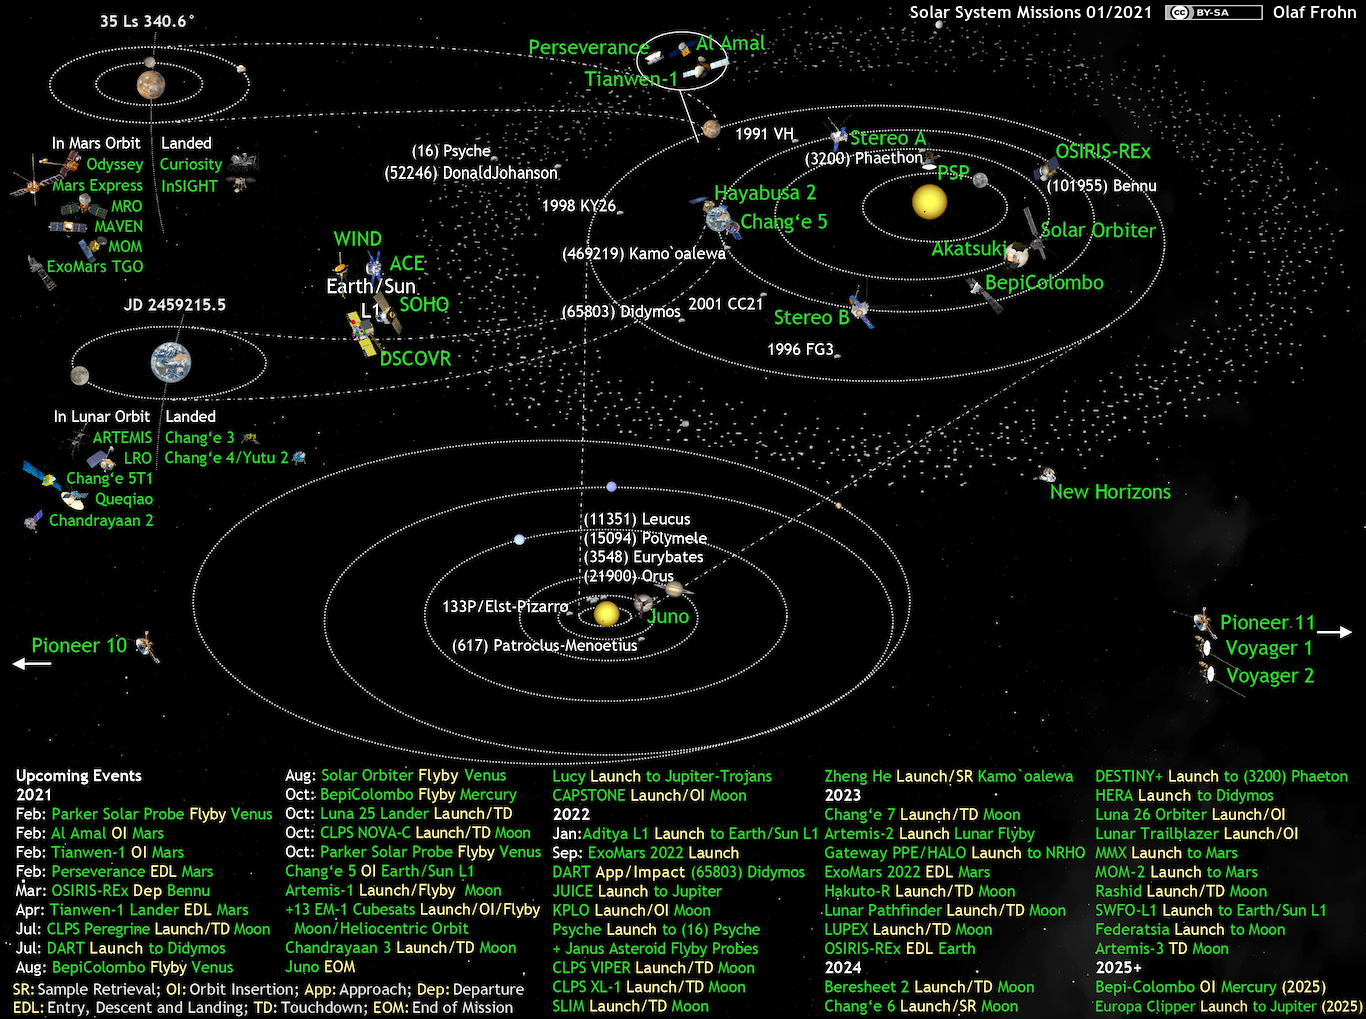 Solar System Missions 01/2021 cc BY-SA Olaf Frohn
35 Ls 340.6°
Perseverance
Al Amal
Tianwen-1
In Mars Orbit
Landed
Odyssey
Curiosity
Mars Express
InSIGHT
MRO
MAVEN
MOM
ExoMars TGO
(16) Psyche
(52246) DonaldJohanson
1998 KY26
(469219) Kamo`oalewa
(65803) Didymos
2001 CC21
1996 FG3
1991 VH
Stereo A
(3200) Phaethon
PSP
OSIRIS-REx
(101955) Bennu
Hayabusa 2
Chang‘e 5
Solar Orbiter
Akatsuki
BepiColombo
Stereo B
WIND
ACE
Earth/Sun
L1
SOHO
DSCOVR
JD 2459215.5
In Lunar Orbit
Landed
ARTEMIS
Chang‘e 3
LRO
Chang‘e 4/Yutu 2
Chang‘e 5T1
Queqiao
Chandrayaan 2
New Horizons
(11351) Leucus
(15094) Polymele
(3548) Eurybates
(21900) Orus
133P/Elst-Pizarro
Juno
(617) Patroclus-Menoetius
Pioneer 10
Pioneer 11
Voyager 1
Voyager 2
Upcoming Events
2021
Feb: Parker Solar Probe Flyby Venus
Feb: Al Amal OI Mars
Feb: Tianwen-1 OI Mars
Feb: Perseverance EDL Mars
Mar: OSIRIS-REx Dep Bennu
Apr: Tianwen-1 Lander EDL Mars
Jul: CLPS Peregrine Launch/TD Moon
Jul: DART Launch to Didymos
Aug: BepiColombo Flyby Venus
Aug: Solar Orbiter Flyby Venus
Oct: BepiColombo Flyby Mercury
Oct: Luna 25 Lander Launch/TD
Oct: CLPS NOVA-C Launch/TD Moon
Oct: Parker Solar Probe Flyby Venus
Chang‘e 5 OI Earth/Sun L1
Artemis-1 Launch/Flyby Moon
+13 EM-1 Cubesats Launch/OI/Flyby
Moon/Heliocentric Orbit
Chandrayaan 3 Launch/TD Moon
Juno EOM
Lucy Launch to Jupiter-Trojans
CAPSTONE Launch/OI Moon
2022
Jan:Aditya L1 Launch to Earth/Sun L1
Sep: ExoMars 2022 Launch
DART App/Impact (65803) Didymos
JUICE Launch to Jupiter
KPLO Launch/OI Moon
Psyche Launch to (16) Psyche
+ Janus Asteroid Flyby Probes
CLPS VIPER Launch/TD Moon
CLPS XL-1 Launch/TD Moon
SLIM Launch/TD Moon
Zheng He Launch/SR Kamo`oalewa
2023
Chang‘e 7 Launch/TD Moon
Artemis-2 Launch Lunar Flyby
Gateway PPE/HALO Launch to NRHO
ExoMars 2022 EDL Mars
Hakuto-R Launch/TD Moon
Lunar Pathfinder Launch/TD Moon
LUPEX Launch/TD Moon
OSIRIS-REx EDL Earth
2024
Beresheet 2 Launch/TD Moon
Chang‘e 6 Launch/SR Moon
DESTINY+ Launch to (3200) Phaeton
HERA Launch to Didymos
Luna 26 Orbiter Launch/OI
Lunar Trailblazer Launch/OI
MMX Launch to Mars
MOM-2 Launch to Mars
Rashid Launch/TD Moon
SWFO-L1 Launch to Earth/Sun L1
Federatsia Launch to Moon
Artemis-3 TD Moon
2025+
Bepi-Colombo OI Mercury (2025)
Europa Clipper Launch to Jupiter (2025)
SR: Sample Retrieval; OI: Orbit Insertion; App: Approach; Dep: Departure
EDL: Entry, Descent and Landing; TD: Touchdown; EOM: End of Mission